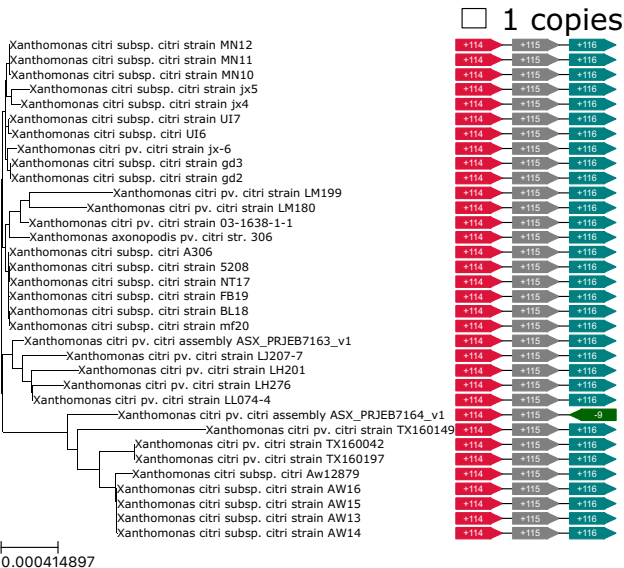 1 copies
Xanthomonas citri subsp. citri strain MN12 +114 +115 +116
Xanthomonas citri subsp. citri strain MN11 +114 +115 +116
Xanthomonas citri subsp. citri strain MN10 +114 +115 +116
Xanthomonas citri subsp. citri strain jx5 +114 +115 +116
Xanthomonas citri subsp. citri strain jx4 +114 +115 +116
Xanthomonas citri subsp. citri strain UI7 +114 +115 +116
Xanthomonas citri subsp. citri UI6 +114 +115 +116
Xanthomonas citri pv. citri strain jx-6 +114 +115 +116
Xanthomonas citri subsp. citri strain gd3 +114 +115 +116
Xanthomonas citri subsp. citri strain gd2 +114 +115 +116
Xanthomonas citri pv. citri strain LM199 +114 +115 +116
Xanthomonas citri pv. citri strain LM180 +114 +115 +116
Xanthomonas citri pv. citri strain 03-1638-1-1 +114 +115 +116
Xanthomonas axonopodis pv. citri str. 306 +114 +115 +116
Xanthomonas citri subsp. citri A306 +114 +115 +116
Xanthomonas citri subsp. citri strain 5208 +114 +115 +116
Xanthomonas citri subsp. citri strain NT17 +114 +115 +116
Xanthomonas citri subsp. citri strain FB19 +114 +115 +116
Xanthomonas citri subsp. citri strain BL18 +114 +115 +116
Xanthomonas citri subsp. citri strain mf20 +114 +115 +116
Xanthomonas citri pv. citri assembly ASX_PRJEB7163_v1 +114 +115 +116
Xanthomonas citri pv. citri strain LJ207-7 +114 +115 +116
Xanthomonas citri pv. citri strain LH201 +114 +115 +116
Xanthomonas citri pv. citri strain LH276 +114 +115 +116
Xanthomonas citri pv. citri strain LL074-4 +114 +115 +116
Xanthomonas citri pv. citri assembly ASX_PRJEB7164_v1 +114 +115 -9
Xanthomonas citri pv. citri strain TX160149 +114 +115 +116
Xanthomonas citri pv. citri strain TX160042 +114 +115 +116
Xanthomonas citri pv. citri strain TX160197 +114 +115 +116
Xanthomonas citri subsp. citri Aw12879 +114 +115 +116
Xanthomonas citri subsp. citri strain AW16 +114 +115 +116
Xanthomonas citri subsp. citri strain AW15 +114 +115 +116
Xanthomonas citri subsp. citri strain AW13 +114 +115 +116
Xanthomonas citri subsp. citri strain AW14 +114 +115 +116
0.000414897